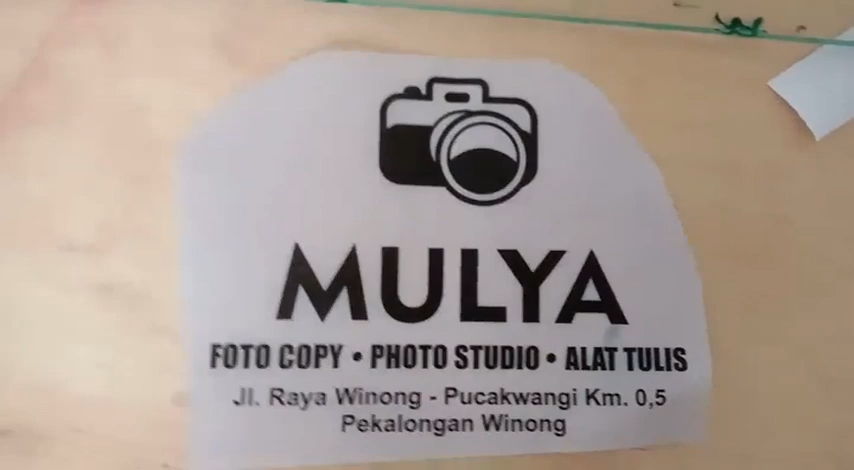 MULYA
FOTO COPY • PHOTO STUDIO • ALAT TULIS
Jl. Raya Winong - Pucakwangi Km. 0,5
Pekalongan Winong